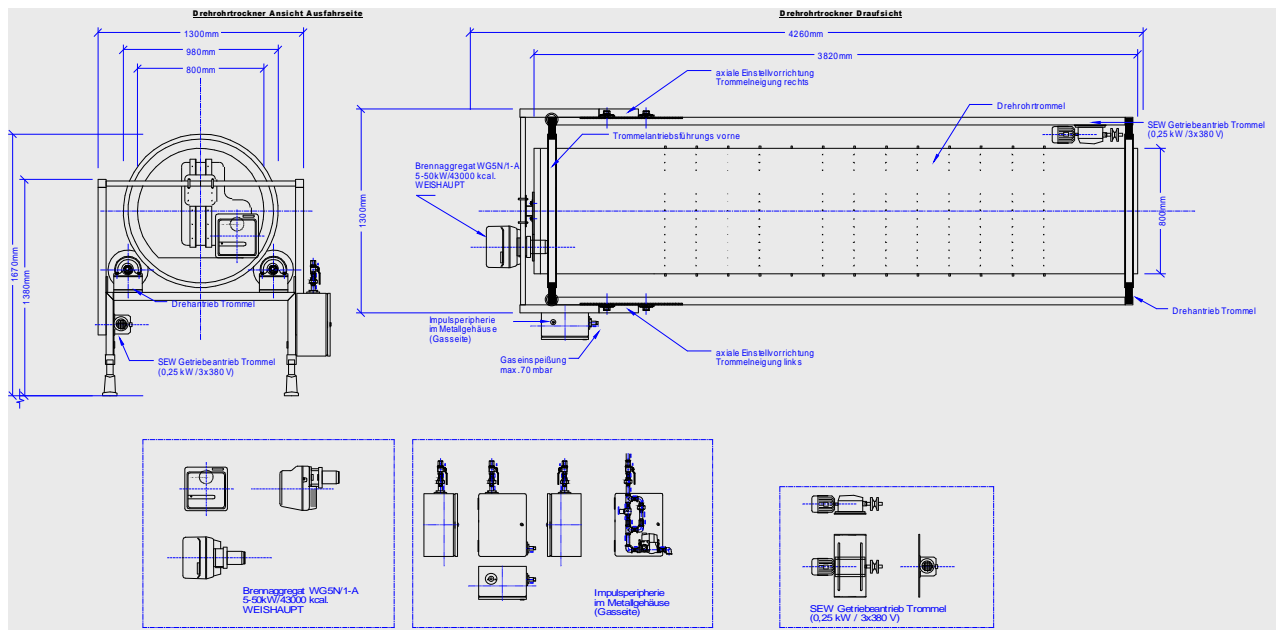 Drehrohrtrockner Ansicht Ausfahrseite
Drehrohtrockner Draufsicht
1300mm
980mm
800mm
1670mm
1380mm
Drehantrieb Trommel
SEW Getriebeantrieb Trommel
(0,25 kW /3x380 V)
4260mm
3820mm
axiale Einstellvorrichtung
Trommelneigung rechts
Drehrohrtrommel
SEW Getriebeantrieb Trommel
(0,25 kW /3x380 V)
Trommelantriebsführungs vorne
Brennaggregat WG5N/1-A
5-50kW/43000 kcal.
WEISHAUPT
1300mm
800mm
Drehantrieb Trommel
Impulsperipherie
im Metallgehäuse
(Gasseite)
Gaseinspeißung
max. 70 mbar
axiale Einstellvorrichtung
Trommelneigung links
Brennaggregat WG5N/1-A
5-50kW/43000 kcal.
WEISHAUPT
Impulsperipherie
im Metallgehäuse
(Gasseite)
SEW Getriebeantrieb Trommel
(0,25 kW / 3x380 V)